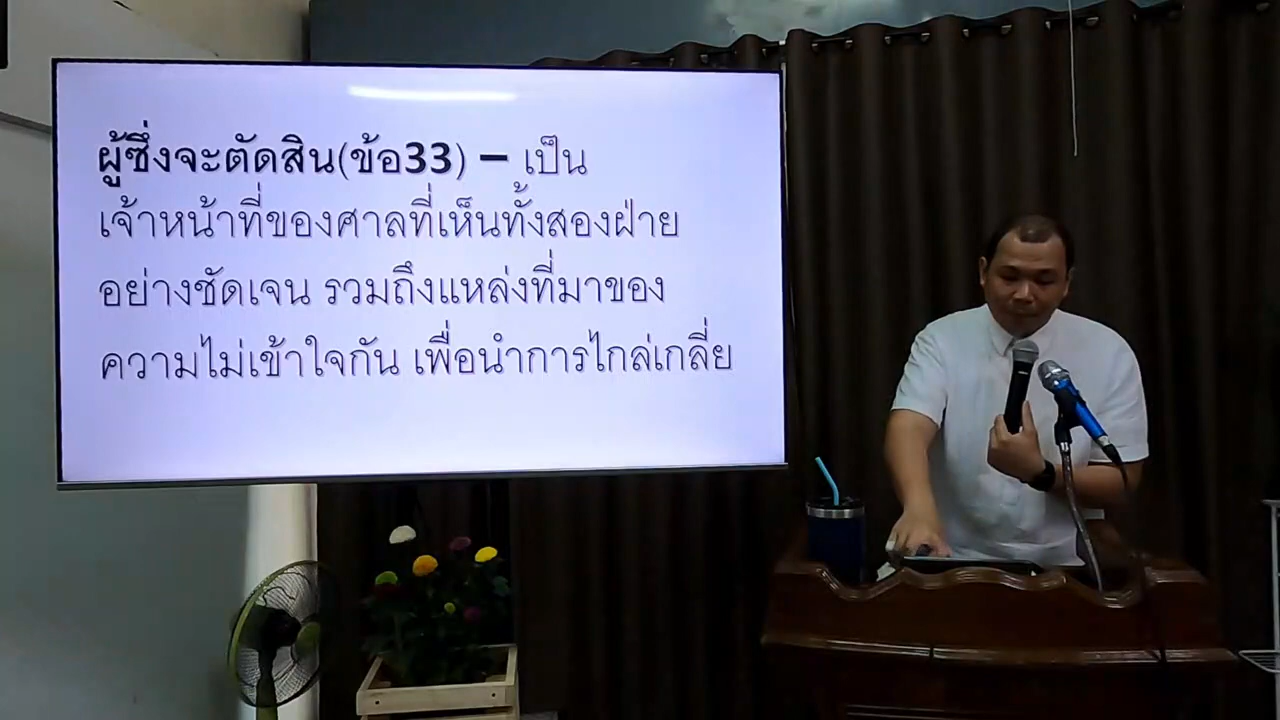 ผู้ซึ่งจะตัดสิน(ข้อ33) – เป็น
เจ้าหน้าที่ของศาลที่เห็นทั้งสองฝ่าย
อย่างชัดเจน รวมถึงแหล่งที่มาของ
ความไม่เข้าใจกัน เพื่อนำการไกล่เกลี่ย